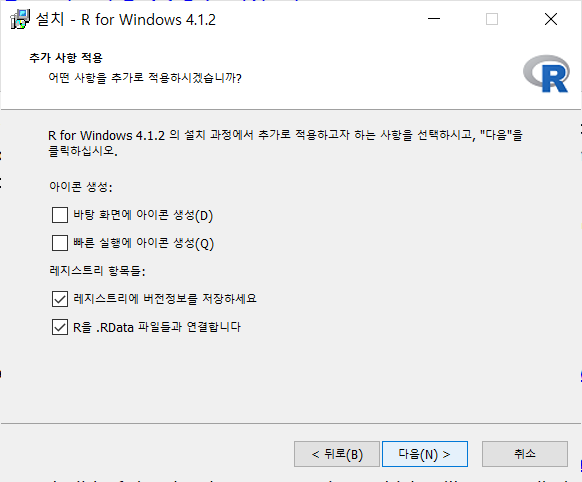 설치 - R for Windows 4.1.2
추가 사항 적용
어떤 사항을 추가로 적용하시겠습니까?
R
R for Windows 4.1.2 의 설치 과정에서 추가로 적용하고자 하는 사항을 선택하시고, "다음"을
클릭하십시오.
아이콘 생성:
바탕 화면에 아이콘 생성(D)
빠른 실행에 아이콘 생성(Q)
레지스트리 항목들:
레지스트리에 버전정보를 저장하세요
R을 .RData 파일들과 연결합니다
< 뒤로(B) 다음(N) > 취소